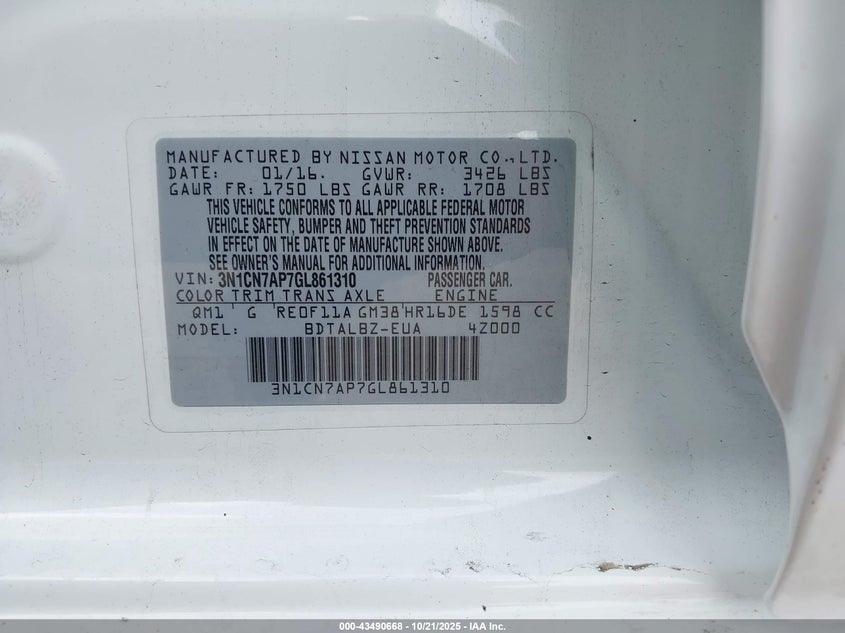 MANUFACTURED BY NISSAN MOTOR CO., LTD.
DATE: 01/16. GVWR: 3426 LBS
GAWR FR: 1750 LBS GAWR RR: 1708 LBS
THIS VEHICLE CONFORMS TO ALL APPLICABLE FEDERAL MOTOR
VEHICLE SAFETY, BUMPER AND THEFT PREVENTION STANDARDS
IN EFFECT ON THE DATE OF MANUFACTURE SHOWN ABOVE.
SEE OWNER'S MANUAL FOR ADDITIONAL INFORMATION.
VIN: 3N1CN7AP7GL861310 PASSENGER CAR.
COLOR TRIM TRANS AXLE ENGINE
QM1 G RE0F11A GM38 HR16DE 1598 CC
MODEL: BDTALBZ-EUA 4Z000
3N1CN7AP7GL861310
000-43490668 - 10/21/2025 - IAA Inc.